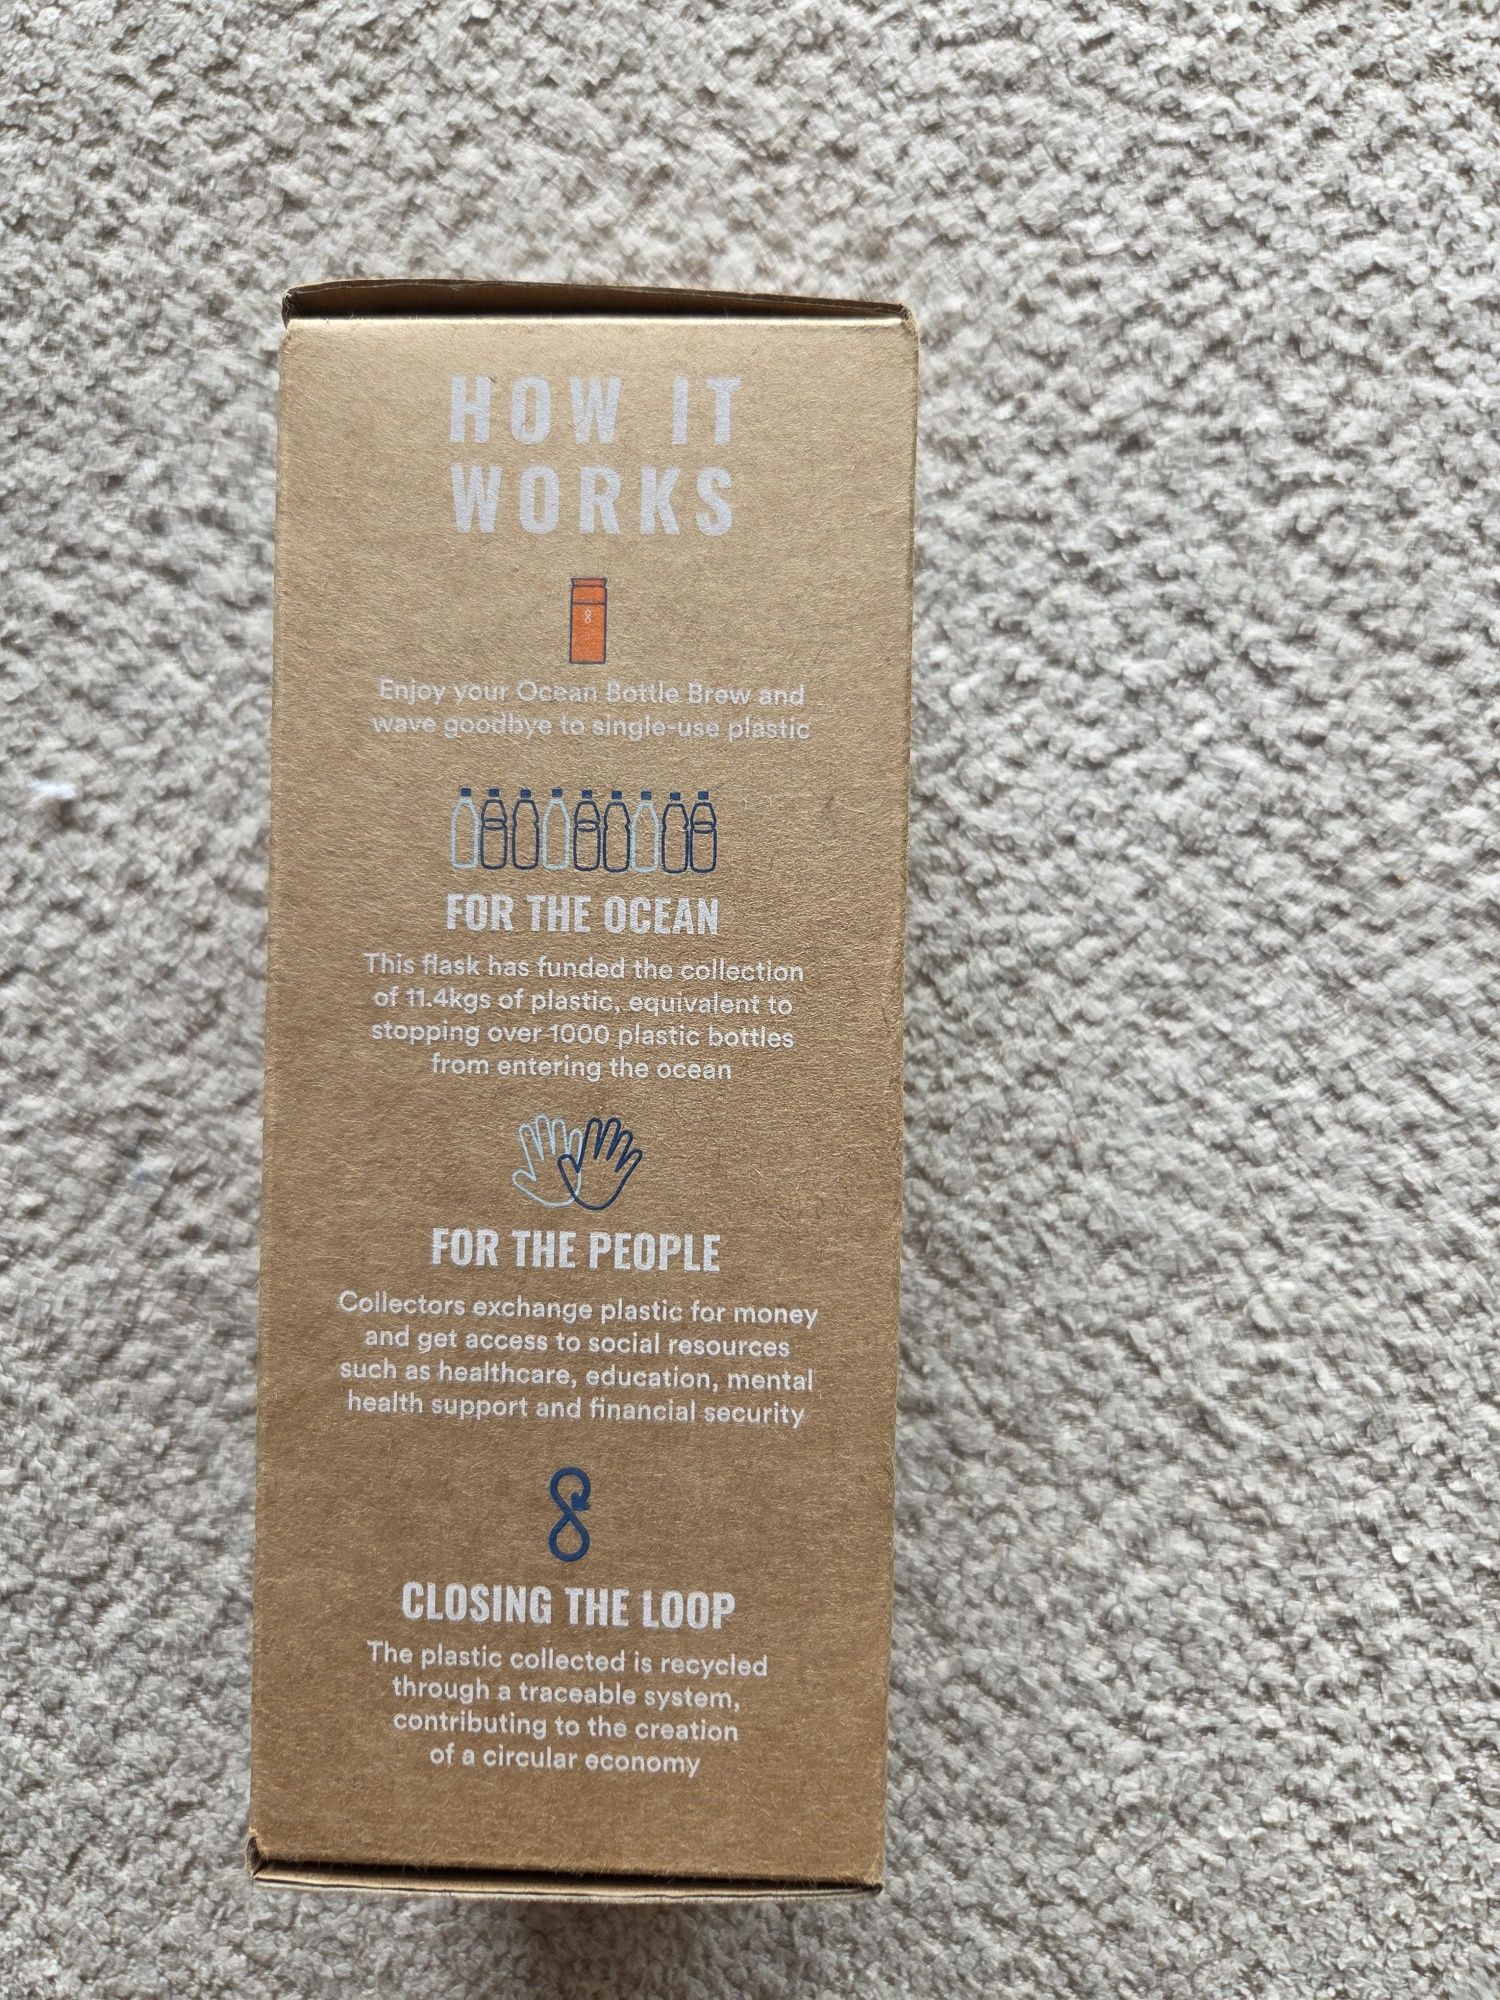 HOW IT
WORKS
Enjoy your Ocean Bottle Brew and
wave goodbye to single-use plastic
FOR THE OCEAN
This flask has funded the collection
of 11.4kgs of plastic, equivalent to
stopping over 1000 plastic bottles
from entering the ocean
FOR THE PEOPLE
Collectors exchange plastic for money
and get access to social resources
such as healthcare, education, mental
health support and financial security
CLOSING THE LOOP
The plastic collected is recycled
through a traceable system,
contributing to the creation
of a circular economy